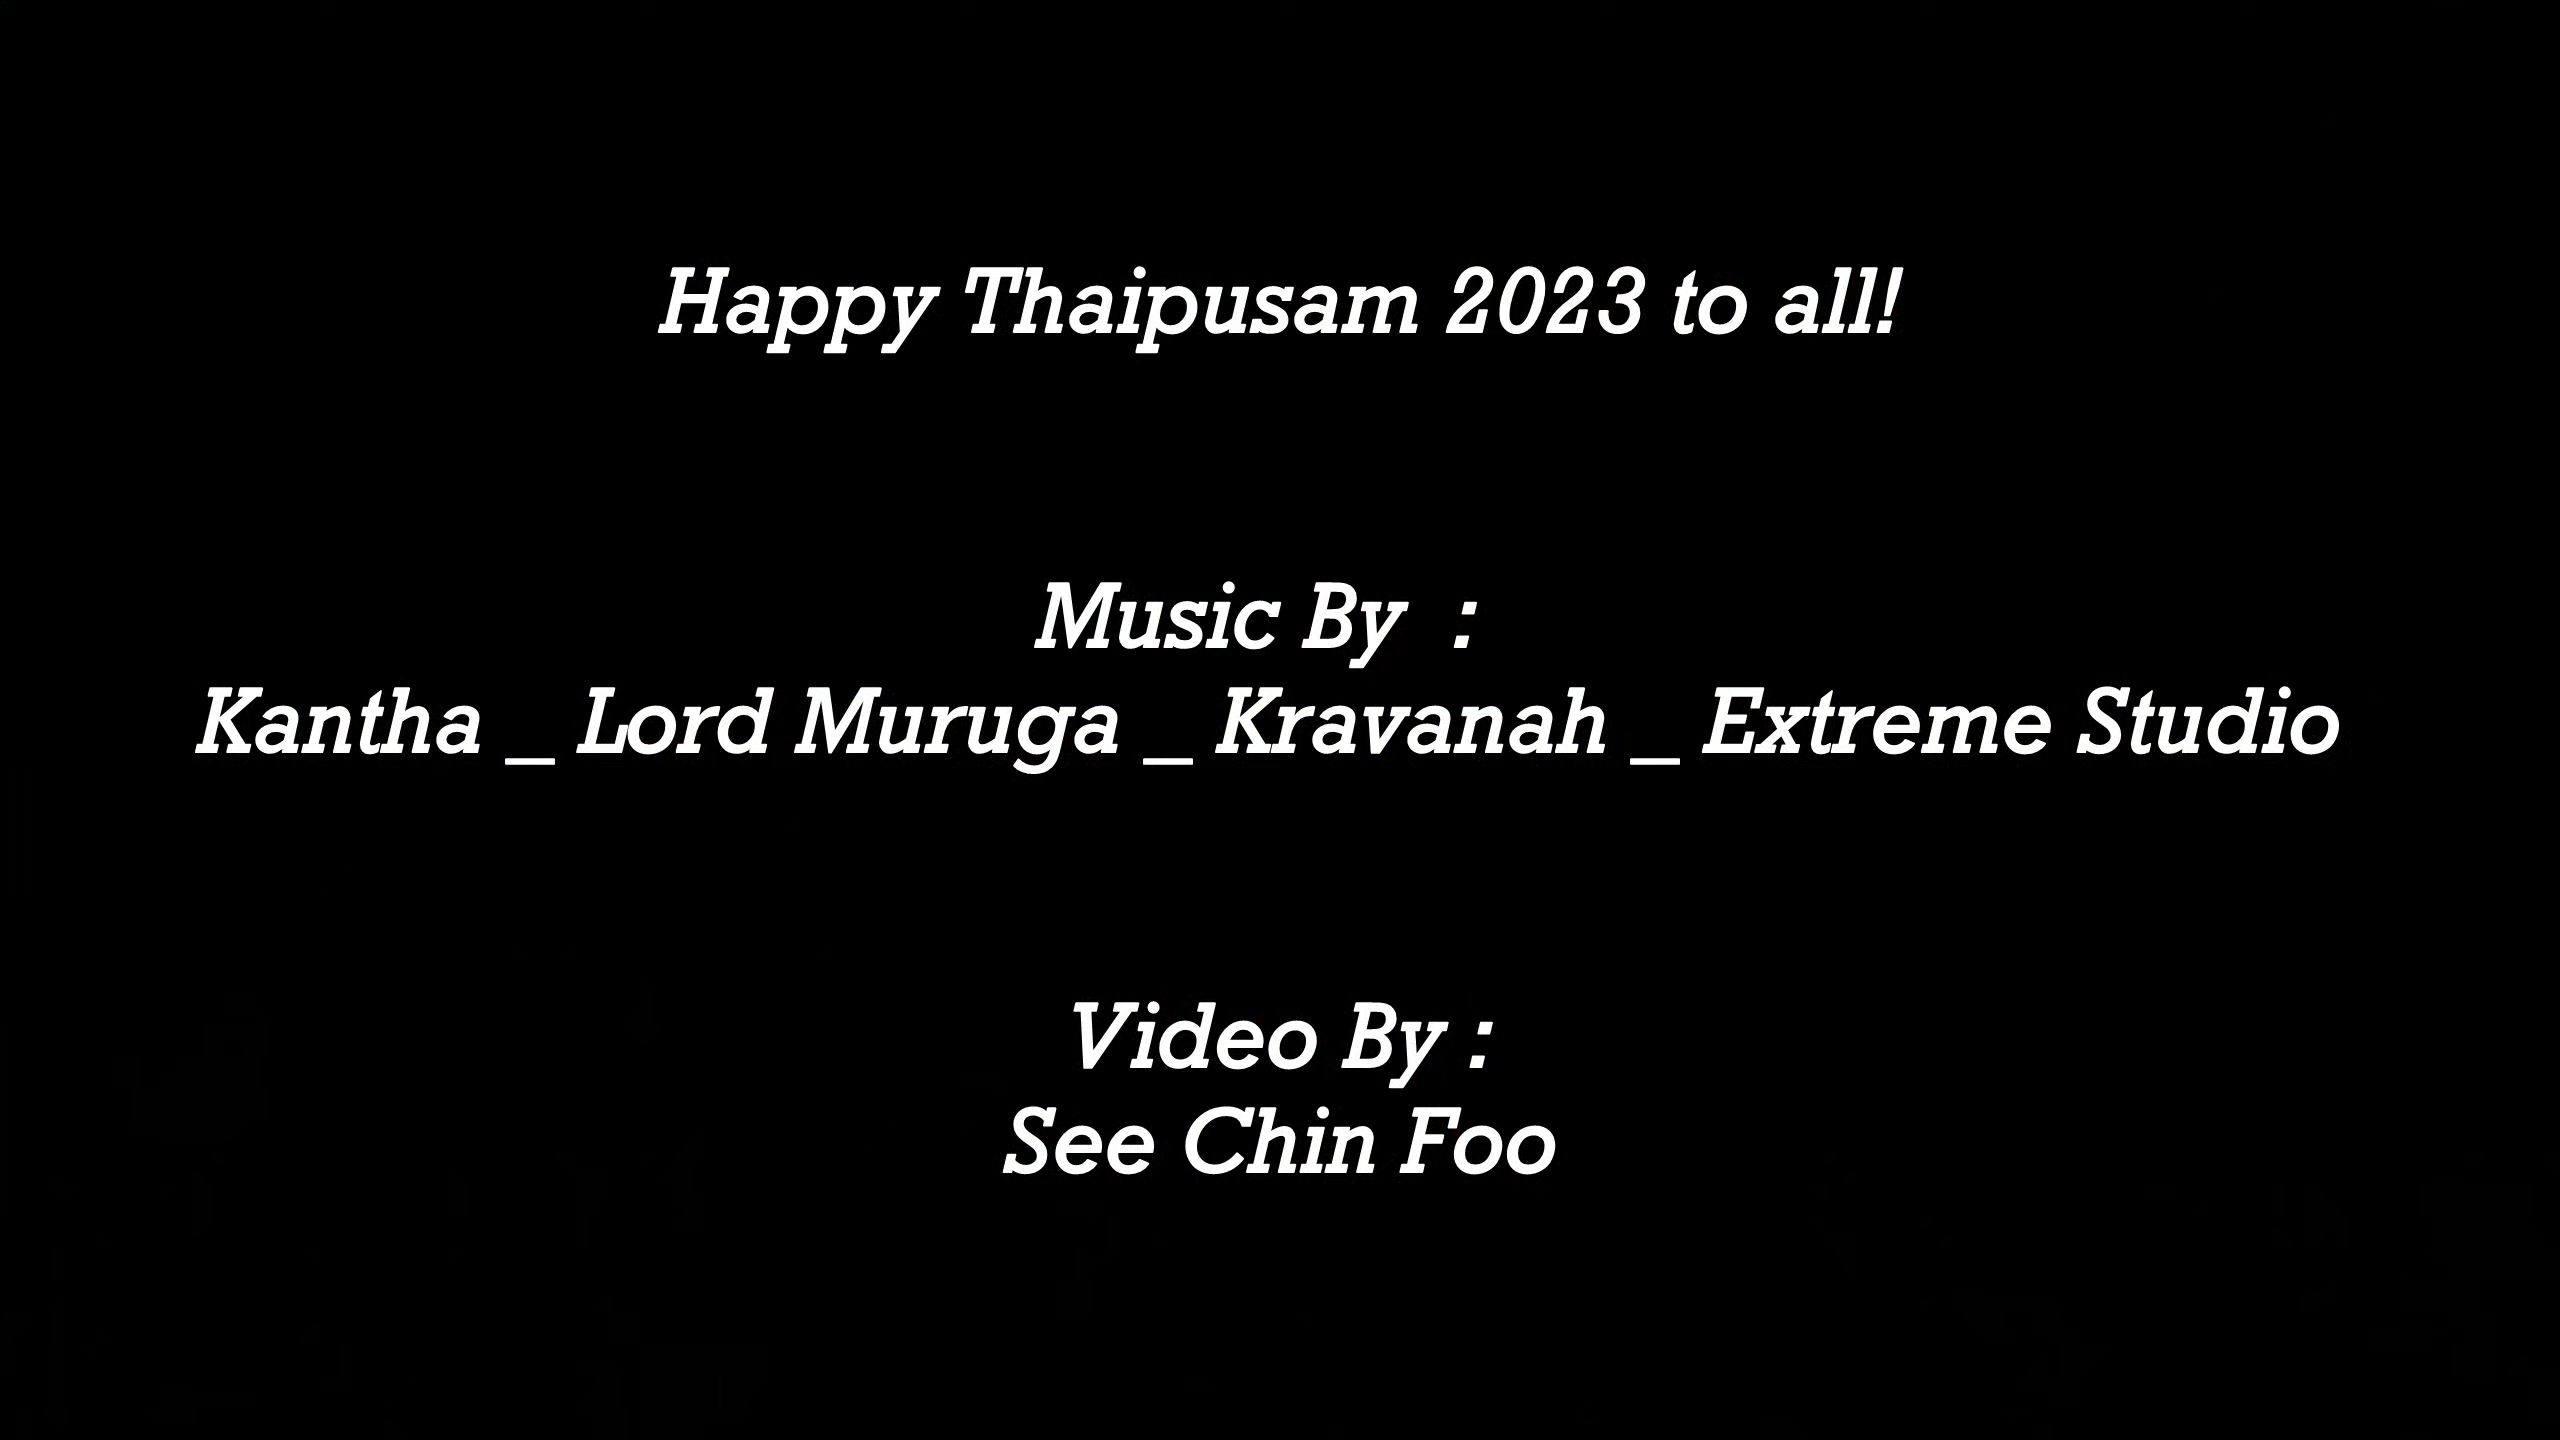 Happy Thaipusam 2023 to all!
Music By  :
Kantha _ Lord Muruga _ Kravanah _ Extreme Studio
Video By :
See Chin Foo